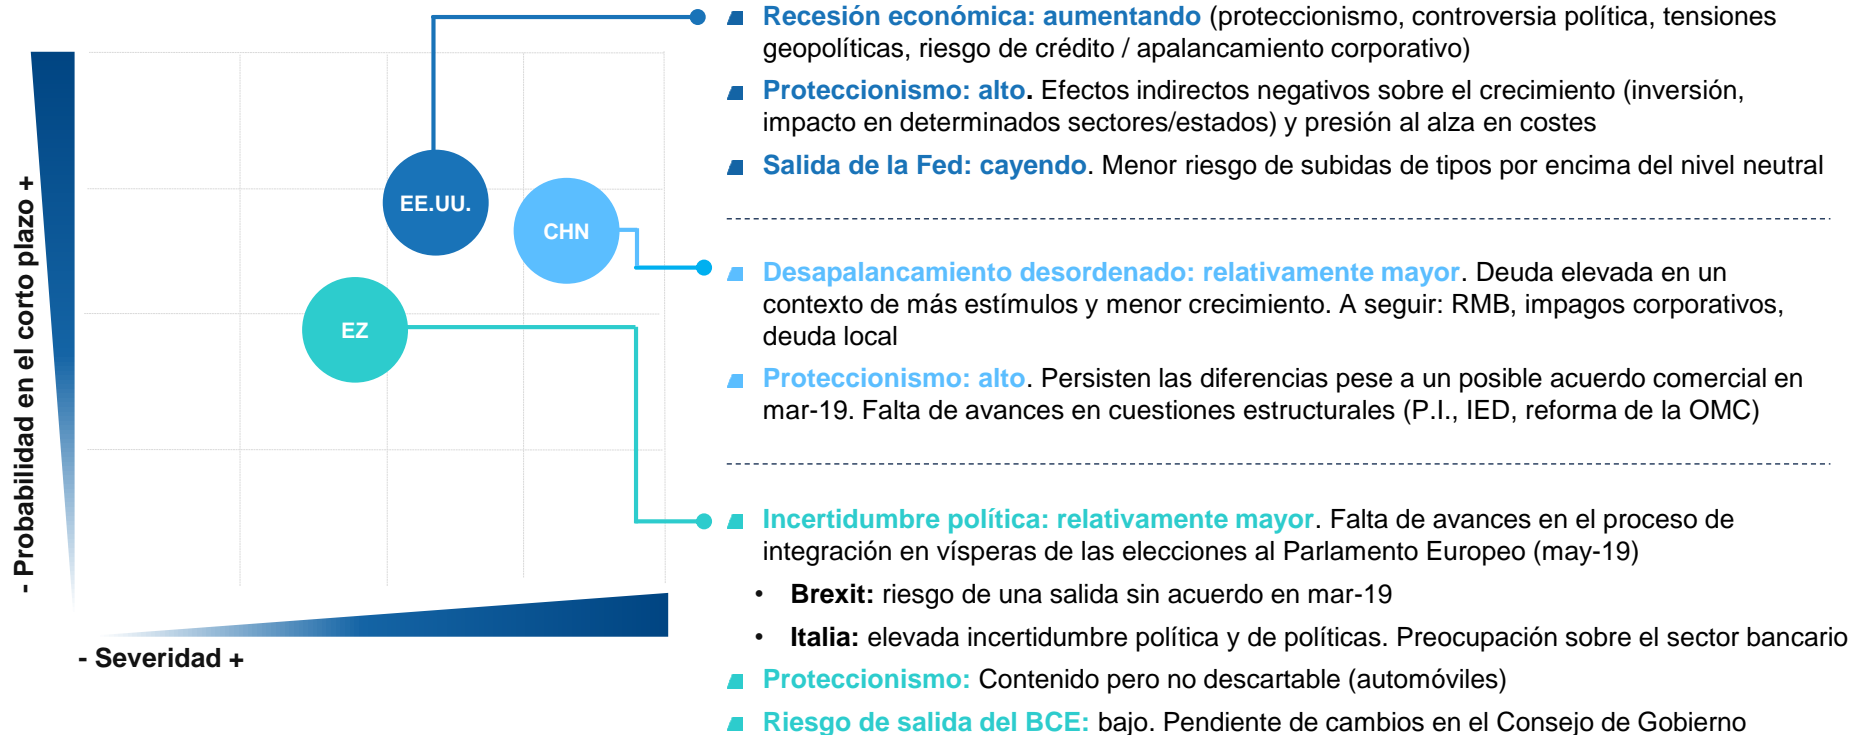 - Probabilidad en el corto plazo +
EE.UU.
CHN
EZ
- Severidad +
Recesión económica: aumentando (proteccionismo, controversia política, tensiones
geopolíticas, riesgo de crédito / apalancamiento corporativo)
Proteccionismo: alto. Efectos indirectos negativos sobre el crecimiento (inversión,
impacto en determinados sectores/estados) y presión al alza en costes
Salida de la Fed: cayendo. Menor riesgo de subidas de tipos por encima del nivel neutral
Desapalancamiento desordenado: relativamente mayor. Deuda elevada en un
contexto de más estímulos y menor crecimiento. A seguir: RMB, impagos corporativos,
deuda local
Proteccionismo: alto. Persisten las diferencias pese a un posible acuerdo comercial en
mar-19. Falta de avances en cuestiones estructurales (P.I., IED, reforma de la OMC)
Incertidumbre política: relativamente mayor. Falta de avances en el proceso de
integración en vísperas de las elecciones al Parlamento Europeo (may-19)
• Brexit: riesgo de una salida sin acuerdo en mar-19
• Italia: elevada incertidumbre política y de políticas. Preocupación sobre el sector bancario
Proteccionismo: Contenido pero no descartable (automóviles)
Riesgo de salida del BCE: bajo. Pendiente de cambios en el Consejo de Gobierno